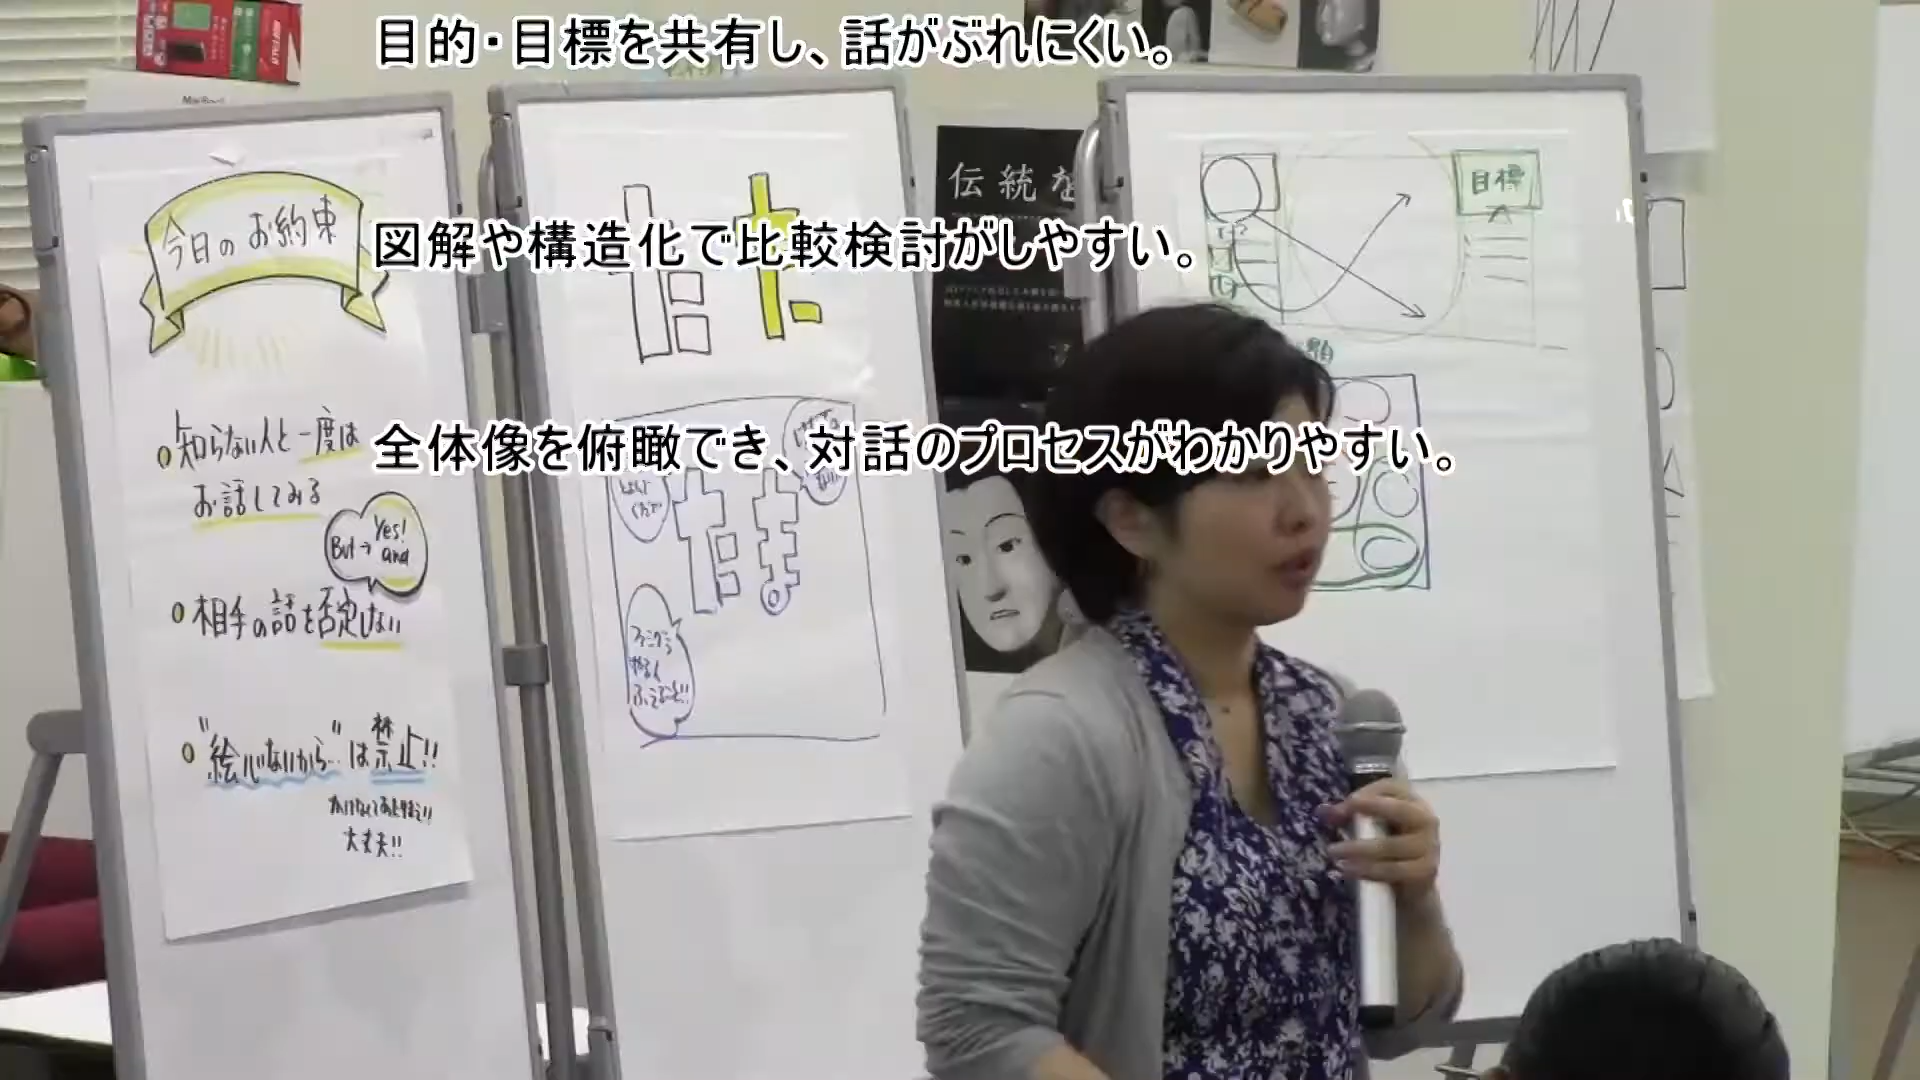 目的・目標を共有し、話がぶれにくい。
図解や構造化で比較検討がしやすい。
全体像を俯瞰でき、対話のプロセスがわかりやすい。
今日のお約束
知らない人と一度は
お話してみる
But→Yes!
and
相手の話を否定しない
"絵心ないから…"は禁止!!
大丈夫!!
伝統を
目標